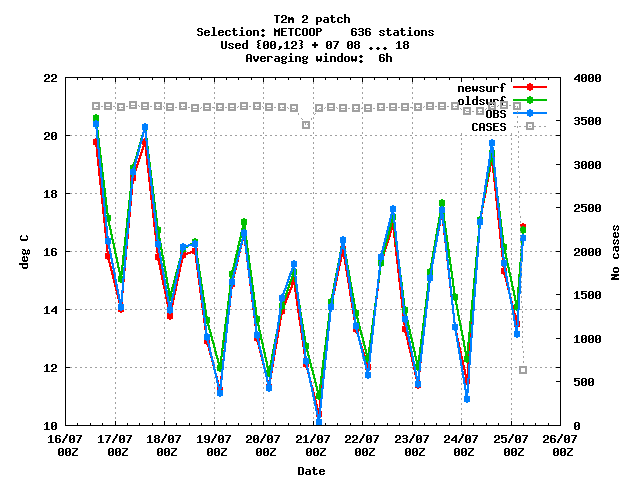 T2m 2 patch
Selection: METCOOP 636 stations
Used {00,12} + 07 08 ... 18
Averaging window: 6h
22 4000
newsurf
oldsurf
OBS
CASES
20 3500
3000
18 2500
16 2000
1500
14 1000
12 500
10 0
deg C
No cases
16/07 17/07 18/07 19/07 20/07 21/07 22/07 23/07 24/07 25/07 26/07
00Z 00Z 00Z 00Z 00Z 00Z 00Z 00Z 00Z 00Z 00Z
Date